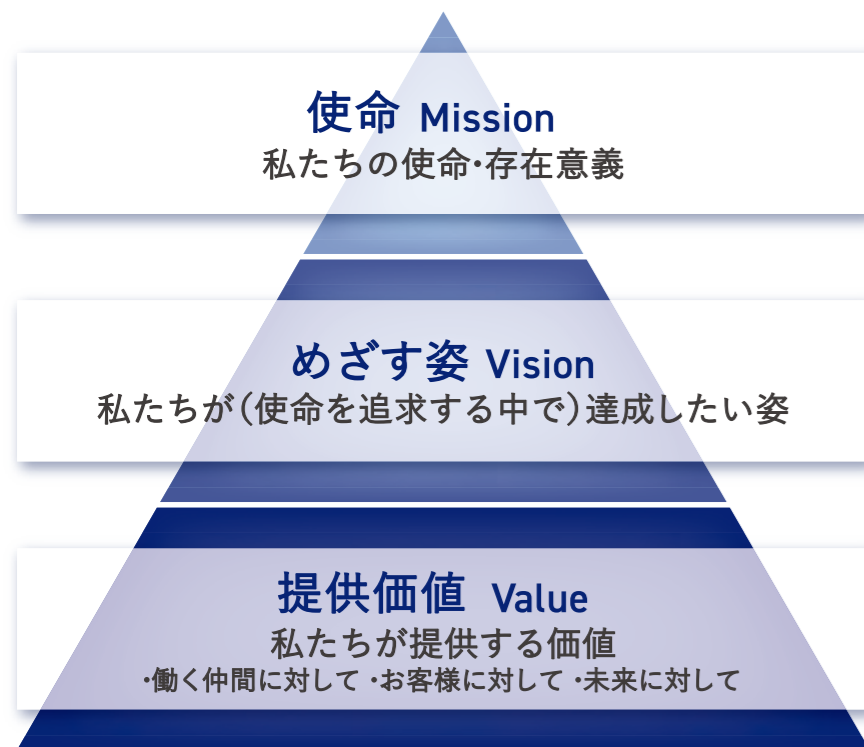 使命 Mission
私たちの使命・存在意義
めざす姿 Vision
私たちが（使命を追求する中で）達成したい姿
提供価値 Value
私たちが提供する価値
・働く仲間に対して ・お客様に対して ・未来に対して